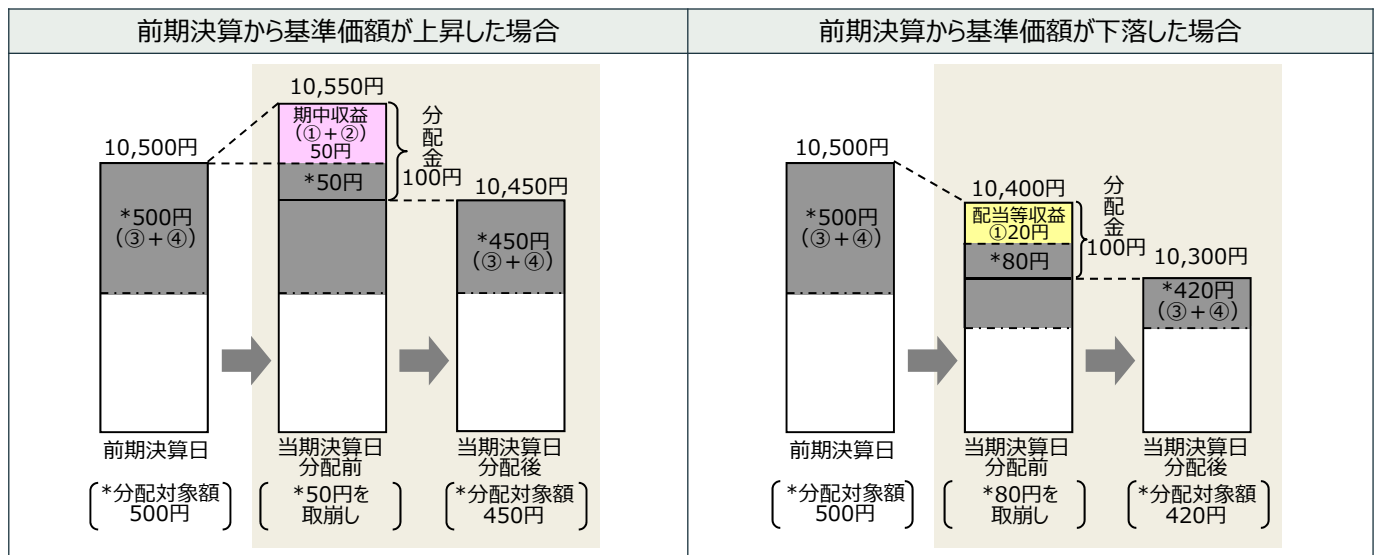 前期決算から基準価額が上昇した場合
10,550円
期中収益
(①+②)
50円
分配金
100円
10,500円
*50円
10,450円
*500円
(③+④)
*450円
(③+④)
前期決算日
当期決算日
分配前
当期決算日
分配後
*分配対象額
500円
*50円を
取崩し
*分配対象額
450円
前期決算から基準価額が下落した場合
10,500円
10,400円
配当等収益
①20円
分配金
100円
*500円
(③+④)
*80円
10,300円
*420円
(③+④)
前期決算日
当期決算日
分配前
当期決算日
分配後
*分配対象額
500円
*80円を
取崩し
*分配対象額
420円